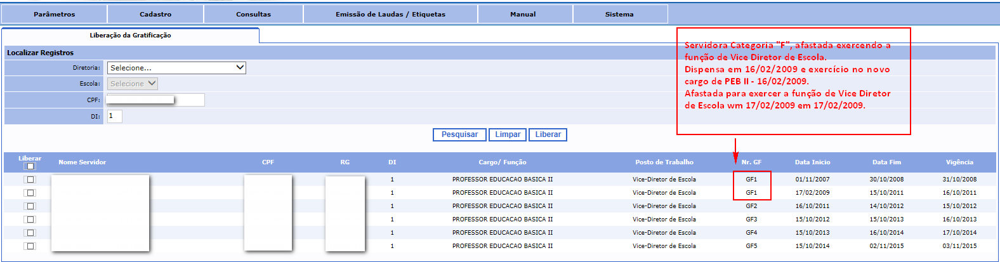 Parâmetros Cadastro Consultas Emissão de Laudas / Etiquetas Manual Sistema
Liberação da Gratificação
Localizar Registros
Diretoria: Selecione...
Escola: Selecione
CPF:
DI: 1
Servidora Categoria "F", afastada exercendo a
função de Vice Diretor de Escola.
Dispensa em 16/02/2009 e exercício no novo
cargo de PEB II - 16/02/2009.
Afastada para exercer a função de Vice Diretor
de Escola wm 17/02/2009 em 17/02/2009.
Pesquisar Limpar Liberar
Liberar Nome Servidor CPF RG DI Cargo/ Função Posto de Trabalho Nr. GF Data Inicio Data Fim Vigência
1 PROFESSOR EDUCACAO BASICA II Vice-Diretor de Escola GF1 01/11/2007 30/10/2008 31/10/2008
1 PROFESSOR EDUCACAO BASICA II Vice-Diretor de Escola GF1 17/02/2009 15/10/2011 16/10/2011
1 PROFESSOR EDUCACAO BASICA II Vice-Diretor de Escola GF2 16/10/2011 14/10/2012 15/10/2012
1 PROFESSOR EDUCACAO BASICA II Vice-Diretor de Escola GF3 15/10/2012 15/10/2013 16/10/2013
1 PROFESSOR EDUCACAO BASICA II Vice-Diretor de Escola GF4 15/10/2013 16/10/2014 17/10/2014
1 PROFESSOR EDUCACAO BASICA II Vice-Diretor de Escola GF5 15/10/2014 02/11/2015 03/11/2015